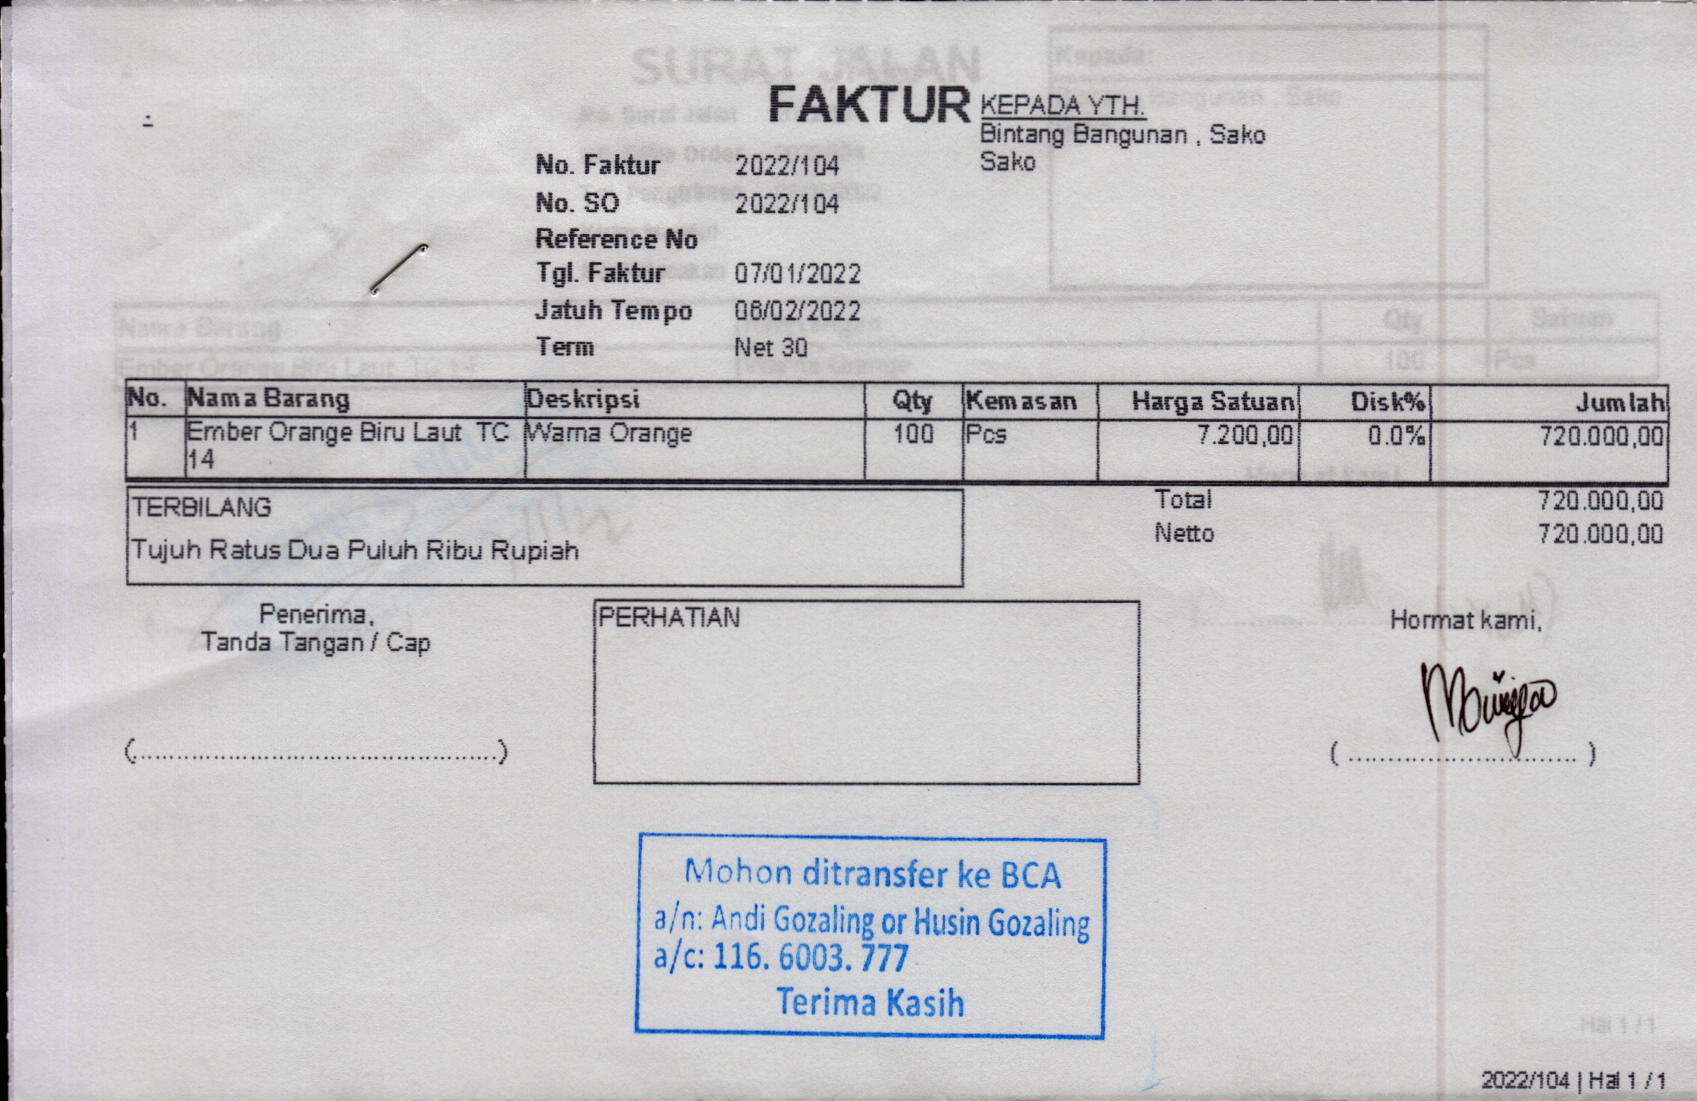 FAKTUR
KEPADA YTH.
Bintang Bangunan , Sako
Sako
No. Faktur 2022/104
No. SO 2022/104
Reference No
Tgl. Faktur 07/01/2022
Jatuh Tempo 06/02/2022
Term Net 30
No. Nama Barang Deskripsi Qty Kemasan Harga Satuan Disk% Jumlah
1 Ember Orange Biru Laut TC Warna Orange 100 Pcs 7.200,00 0.0% 720.000,00
14
TERBILANG
Tujuh Ratus Dua Puluh Ribu Rupiah
Total 720.000,00
Netto 720.000,00
Penerima,
Tanda Tangan / Cap
PERHATIAN
Hormat kami,
(................................................)
( .............................. )
Mohon ditransfer ke BCA
a/n: Andi Gozaling or Husin Gozaling
a/c: 116. 6003. 777
Terima Kasih
2022/104 | Hal 1 / 1